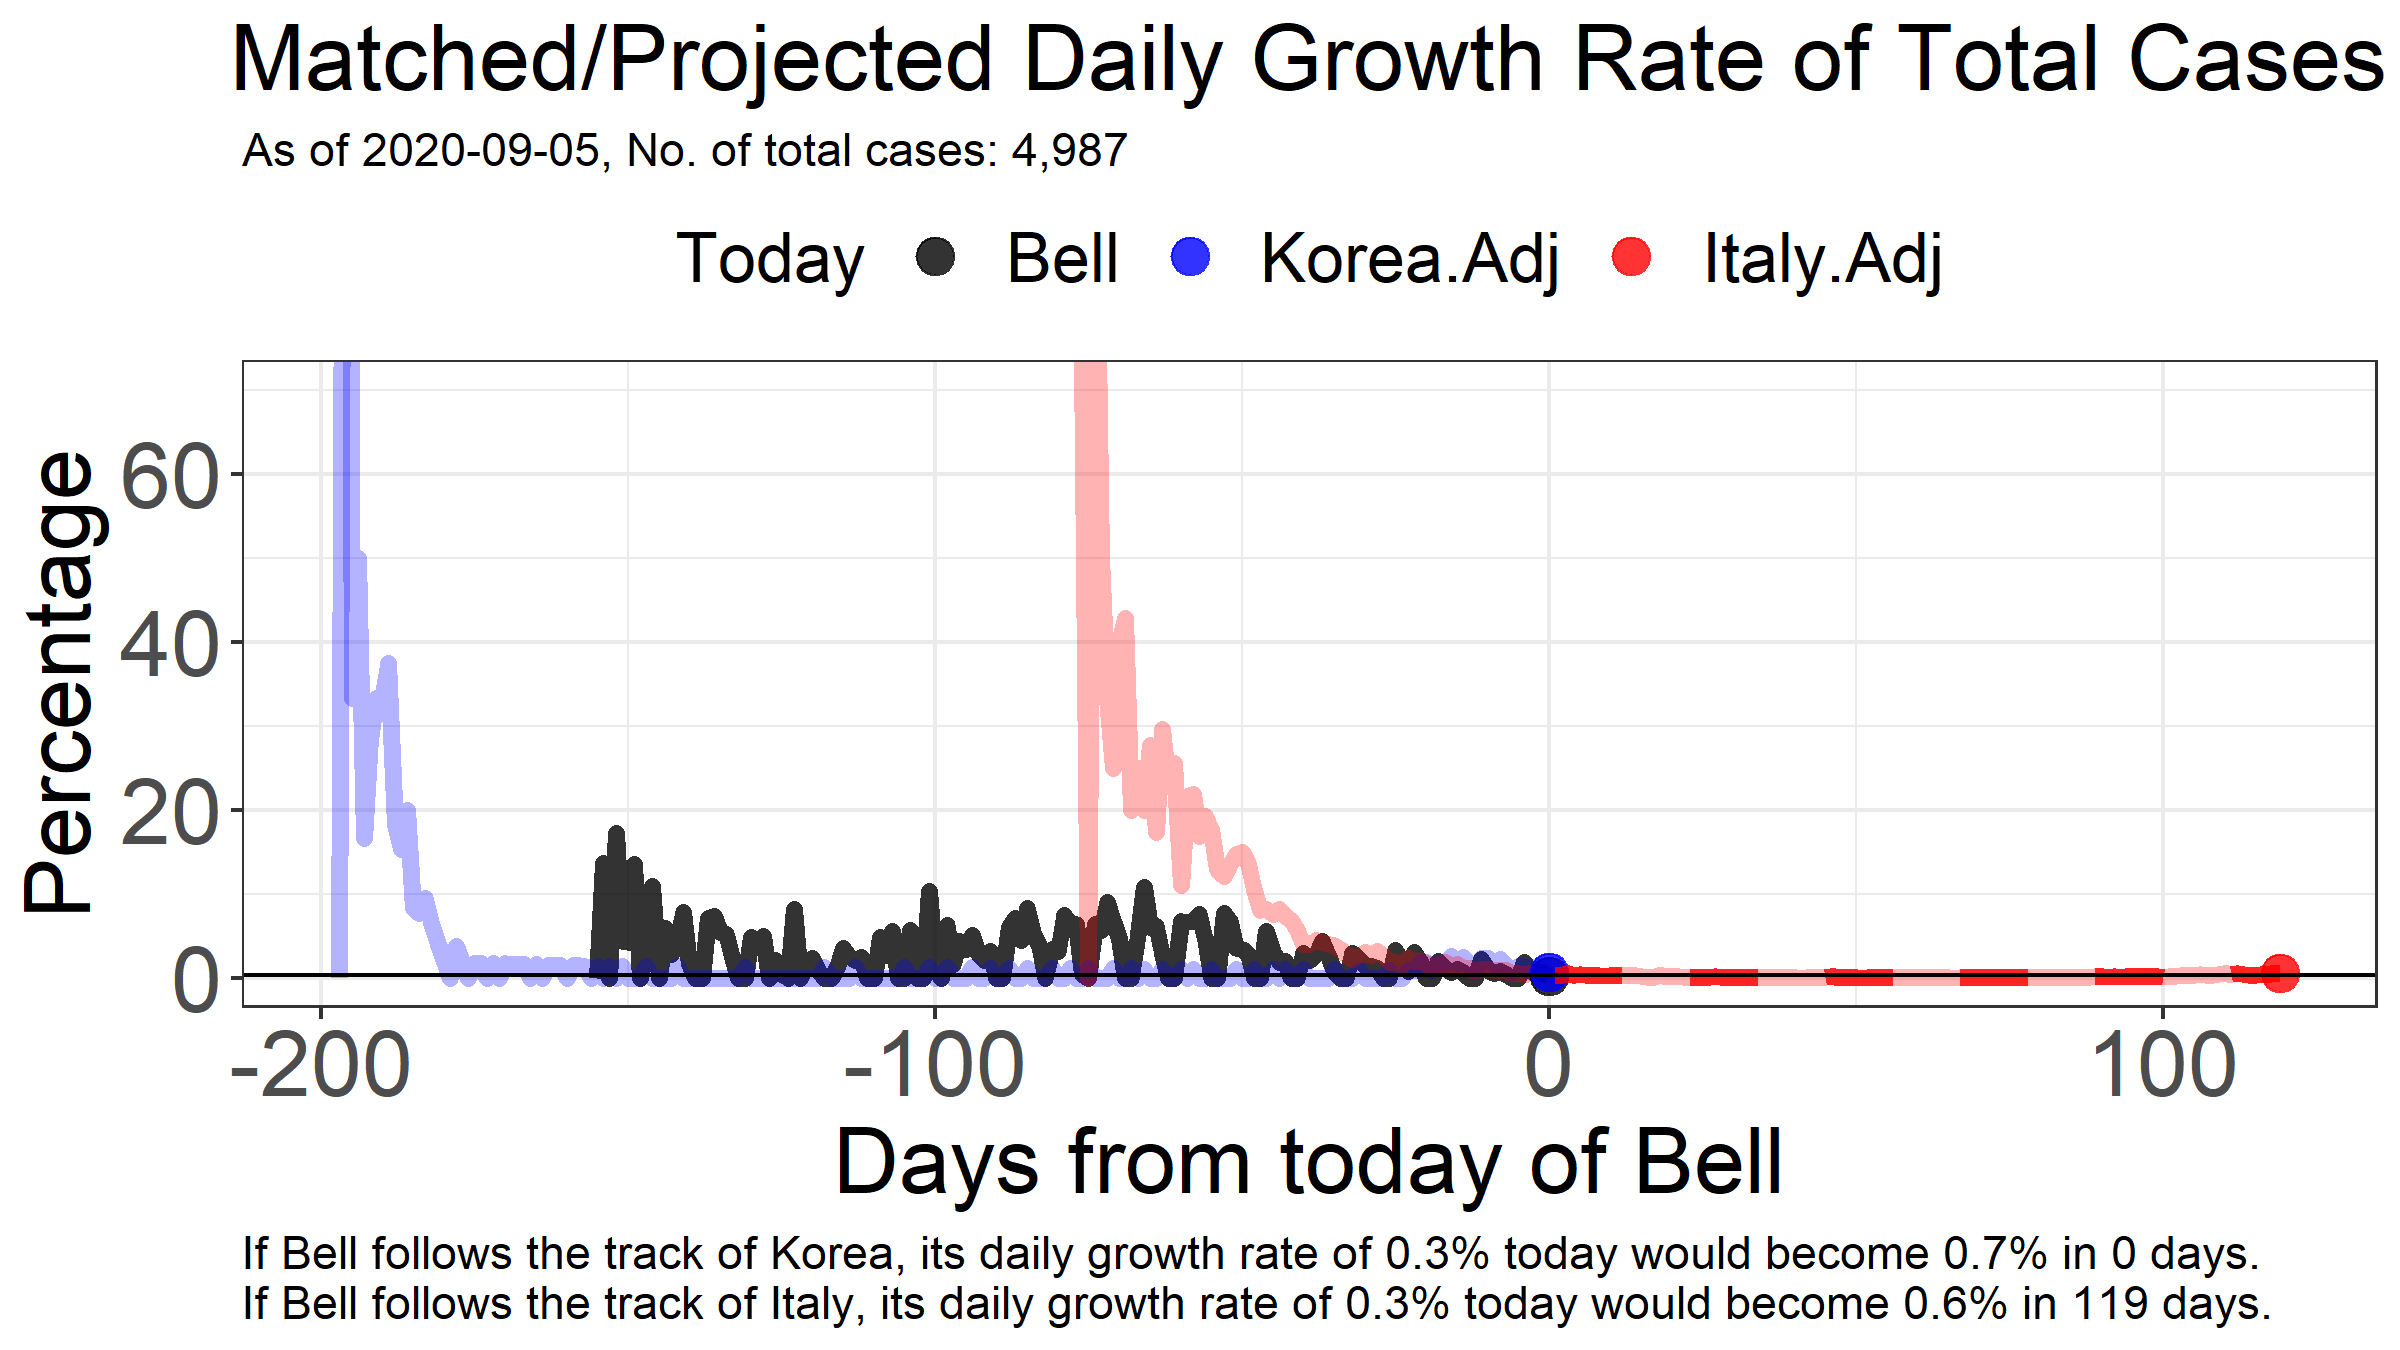 Matched/Projected Daily Growth Rate of Total Cases
As of 2020-09-05, No. of total cases: 4,987
Today Bell Korea.Adj Italy.Adj
Percentage
60
40
20
0
-200 -100 0 100
Days from today of Bell
If Bell follows the track of Korea, its daily growth rate of 0.3% today would become 0.7% in 0 days.
If Bell follows the track of Italy, its daily growth rate of 0.3% today would become 0.6% in 119 days.